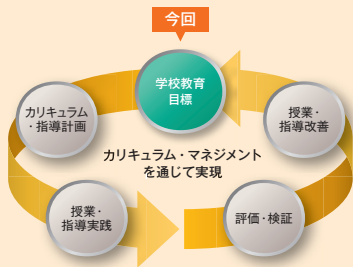 今回
学校教育
目標
カリキュラム
・指導計画
授業・
指導改善
カリキュラム・マネジメント
を通じて実現
授業・
指導実践
評価・検証